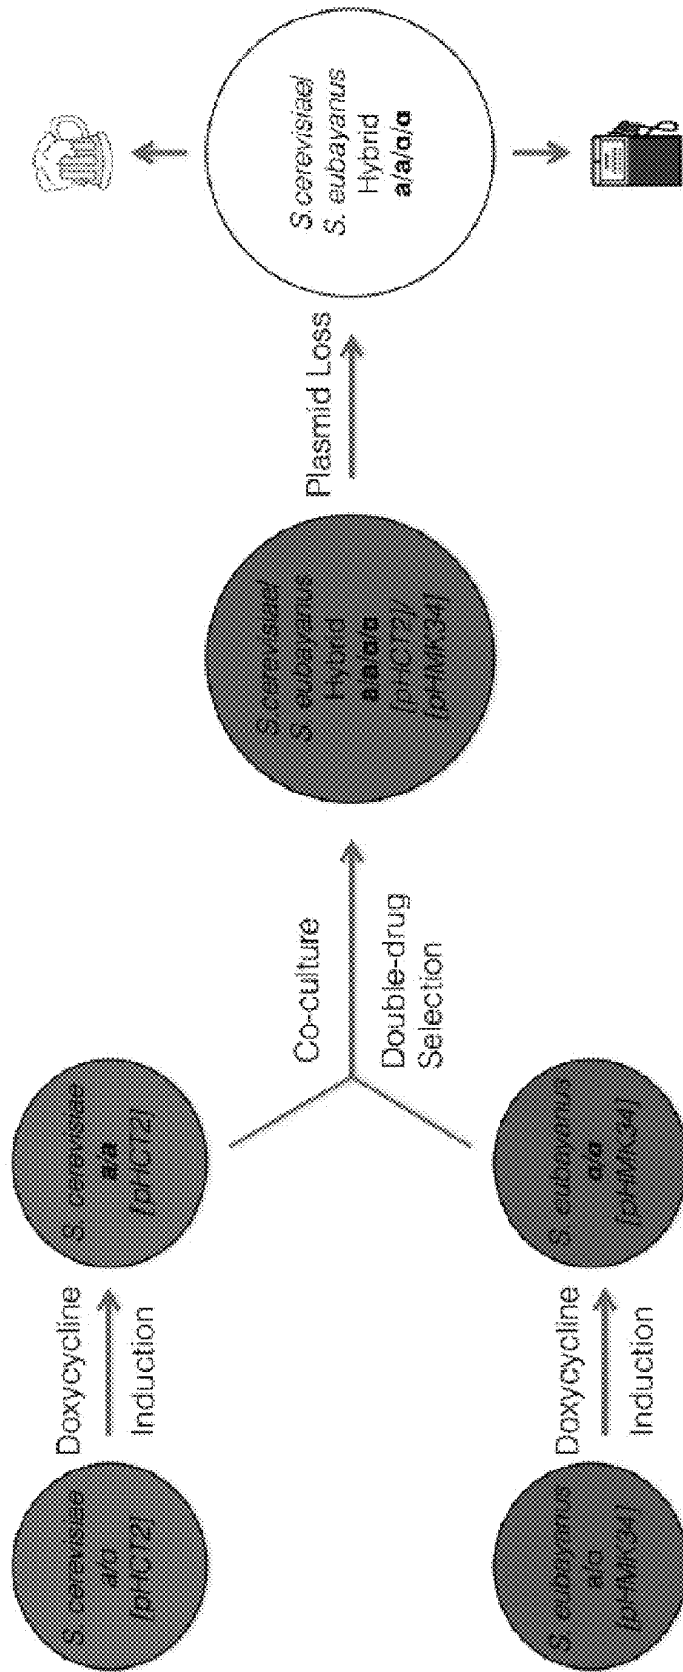 S. cerevisiae
a/α
[pHCT2]
Doxycycline
Induction
S. cerevisiae
a/a
[pHCT2]
S. eubayanus
a/α
[pHMK34]
Doxycycline
Induction
S. eubayanus
α/α
[pHMK34]
Co-culture
Double-drug
Selection
S.cerevisiae/
S. eubayanus
Hybrid
a/a/α/α
[pHCT2]/
[pHMK34]
Plasmid Loss
S.cerevisiae/
S. eubayanus
Hybrid
a/a/α/α